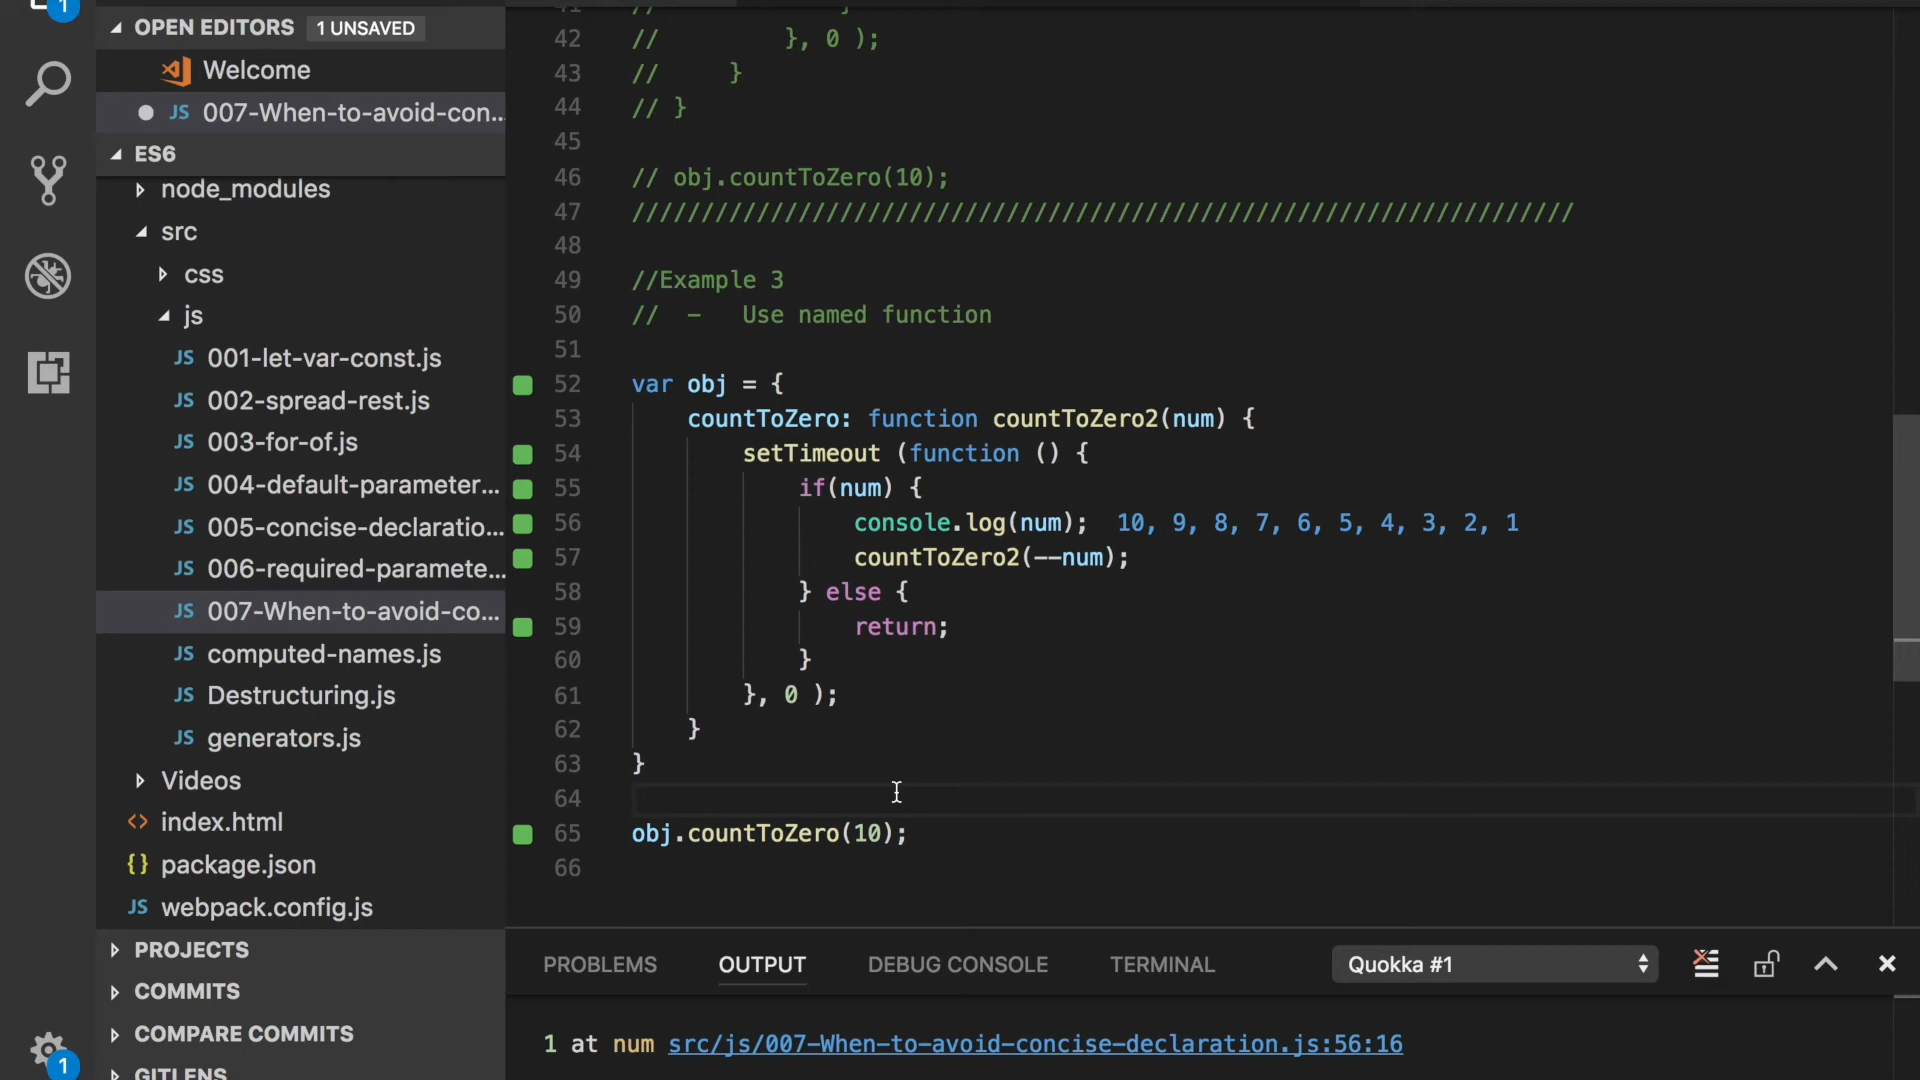 1
OPEN EDITORS 1 UNSAVED
Welcome
JS 007-When-to-avoid-con...
ES6
node_modules
src
css
js
JS 001-let-var-const.js
JS 002-spread-rest.js
JS 003-for-of.js
JS 004-default-parameter...
JS 005-concise-declaratio...
JS 006-required-paramete...
JS 007-When-to-avoid-co...
JS computed-names.js
JS Destructuring.js
JS generators.js
Videos
<> index.html
{} package.json
JS webpack.config.js
PROJECTS
COMMITS
COMPARE COMMITS
GITLENS
1
41 // }
42 // }, 0 );
43 // }
44 // }
45
46 // obj.countToZero(10);
47 ////////////////////////////////////////////////////////////////////
48
49 //Example 3
50 // - Use named function
51
52 var obj = {
53 countToZero: function countToZero2(num) {
54 setTimeout (function () {
55 if(num) {
56 console.log(num); 10, 9, 8, 7, 6, 5, 4, 3, 2, 1
57 countToZero2(--num);
58 } else {
59 return;
60 }
61 }, 0 );
62 }
63 }
64
65 obj.countToZero(10);
66
PROBLEMS OUTPUT DEBUG CONSOLE TERMINAL Quokka #1
1 at num src/js/007-When-to-avoid-concise-declaration.js:56:16